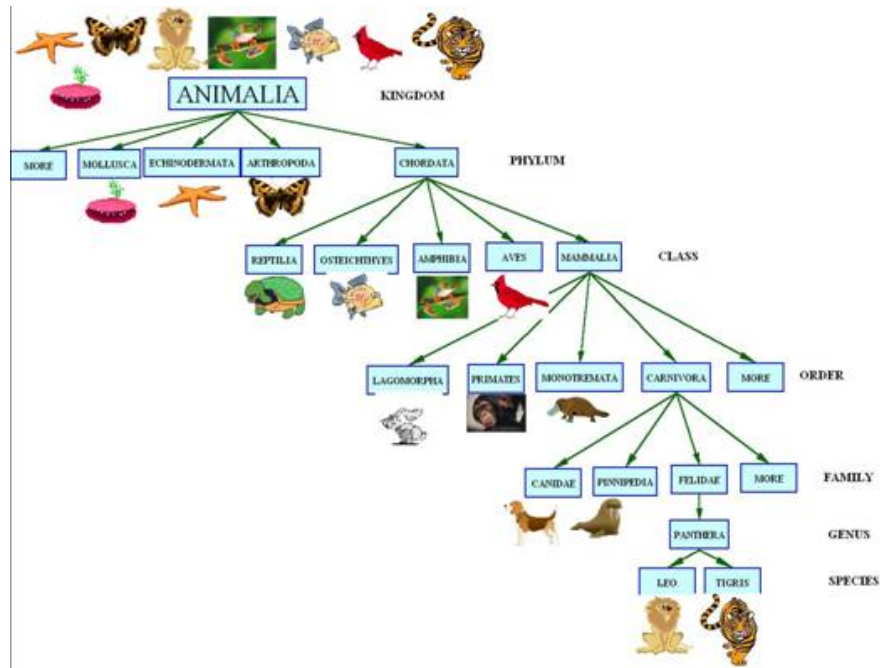 ANIMALIA KINGDOM
MORE MOLLUSCA ECHINODERMATA ARTHROPODA CHORDATA PHYLUM
REPTILIA OSTEICHTHYES AMPHIBIA AVES MAMMALIA CLASS
LAGOMORPHA PRIMATES MONOTREMATA CARNIVORA MORE ORDER
CANIDAE PINNIPEDIA FELIDAE MORE FAMILY
PANTHERA GENUS
LEO TIGRIS SPECIES